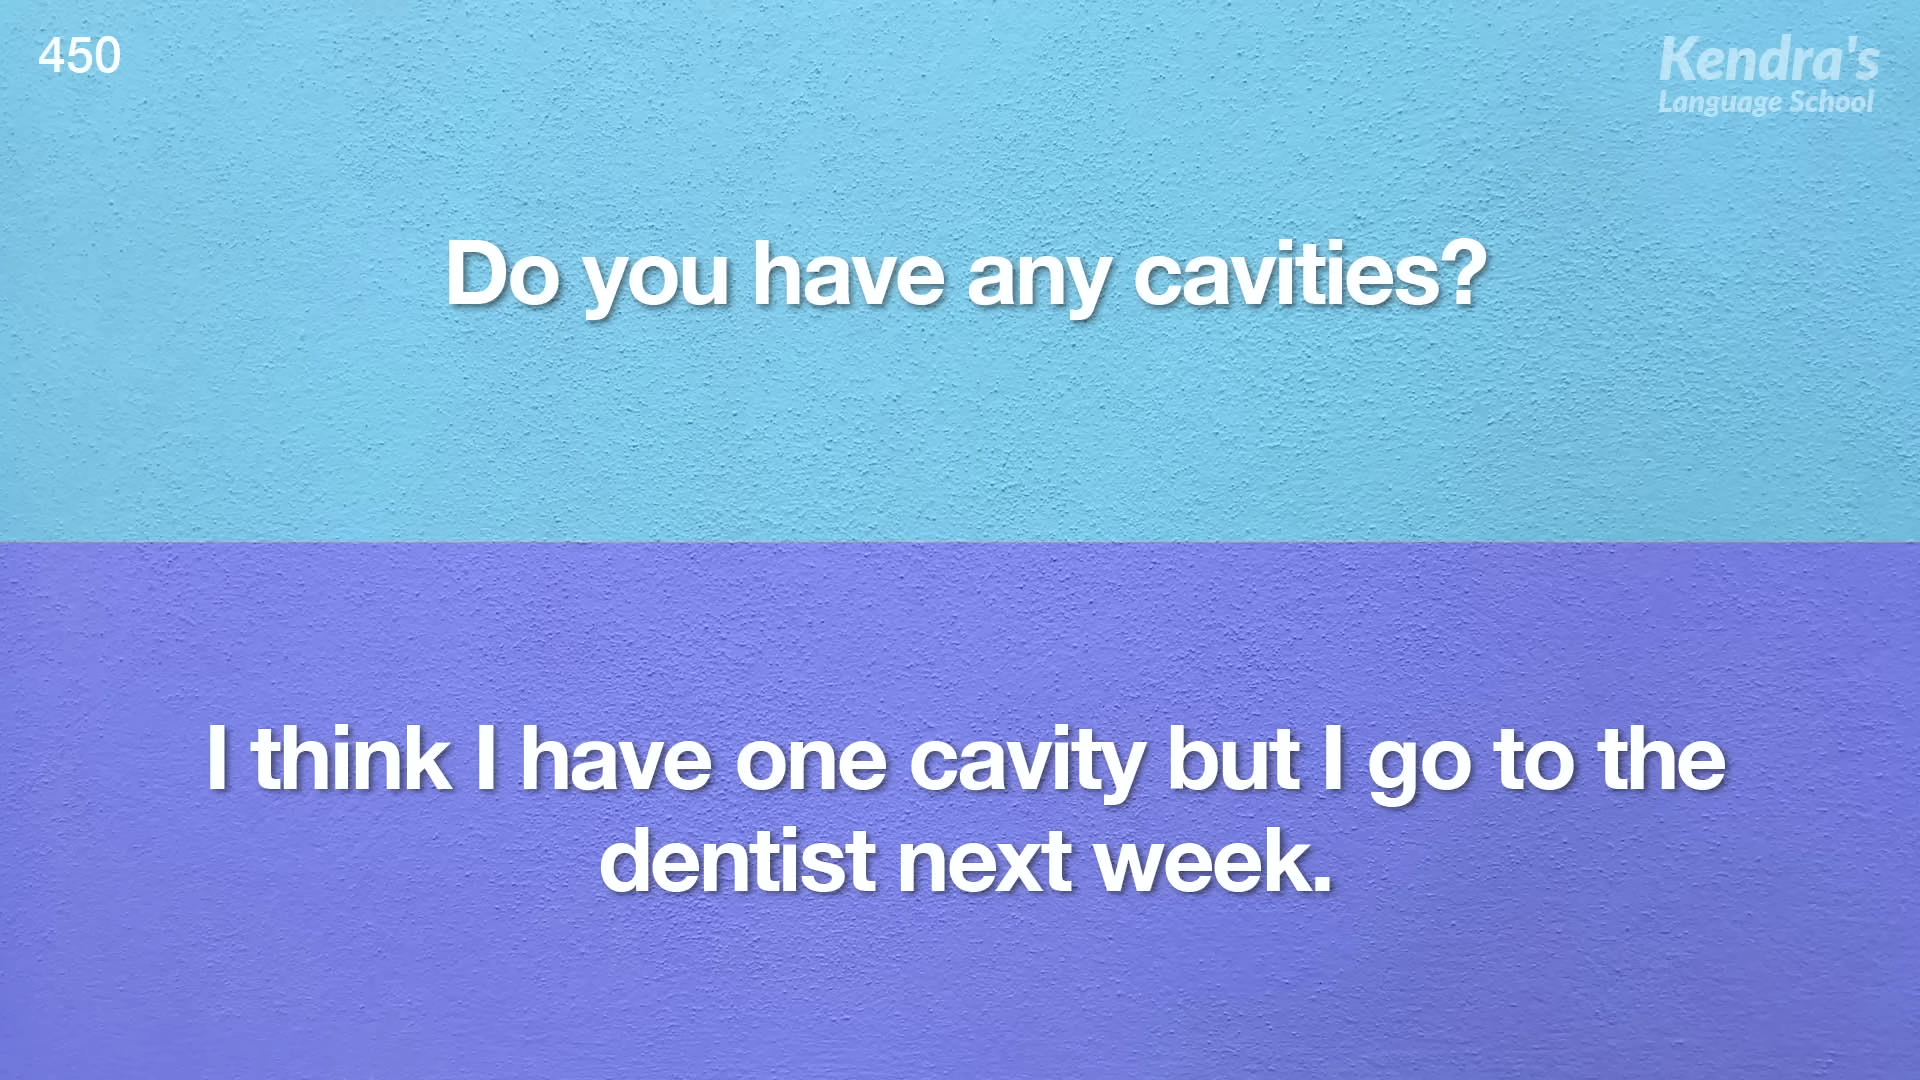 450
Kendra's
Language School
Do you have any cavities?
I think I have one cavity but I go to the
dentist next week.